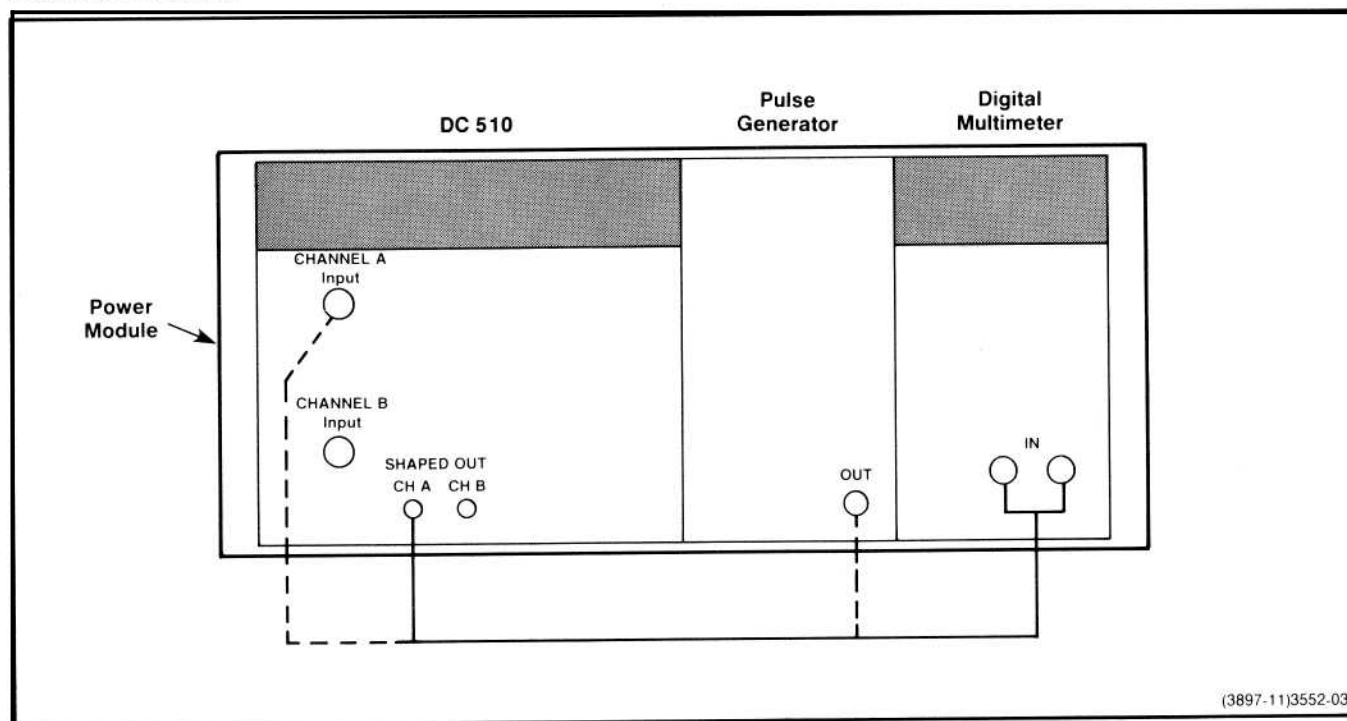 DC 510
Pulse
Generator
Digital
Multimeter
CHANNEL A
Input
Power
Module
CHANNEL B
Input
SHAPED OUT
CH A CH B
OUT
IN
(3897-11)3552-03